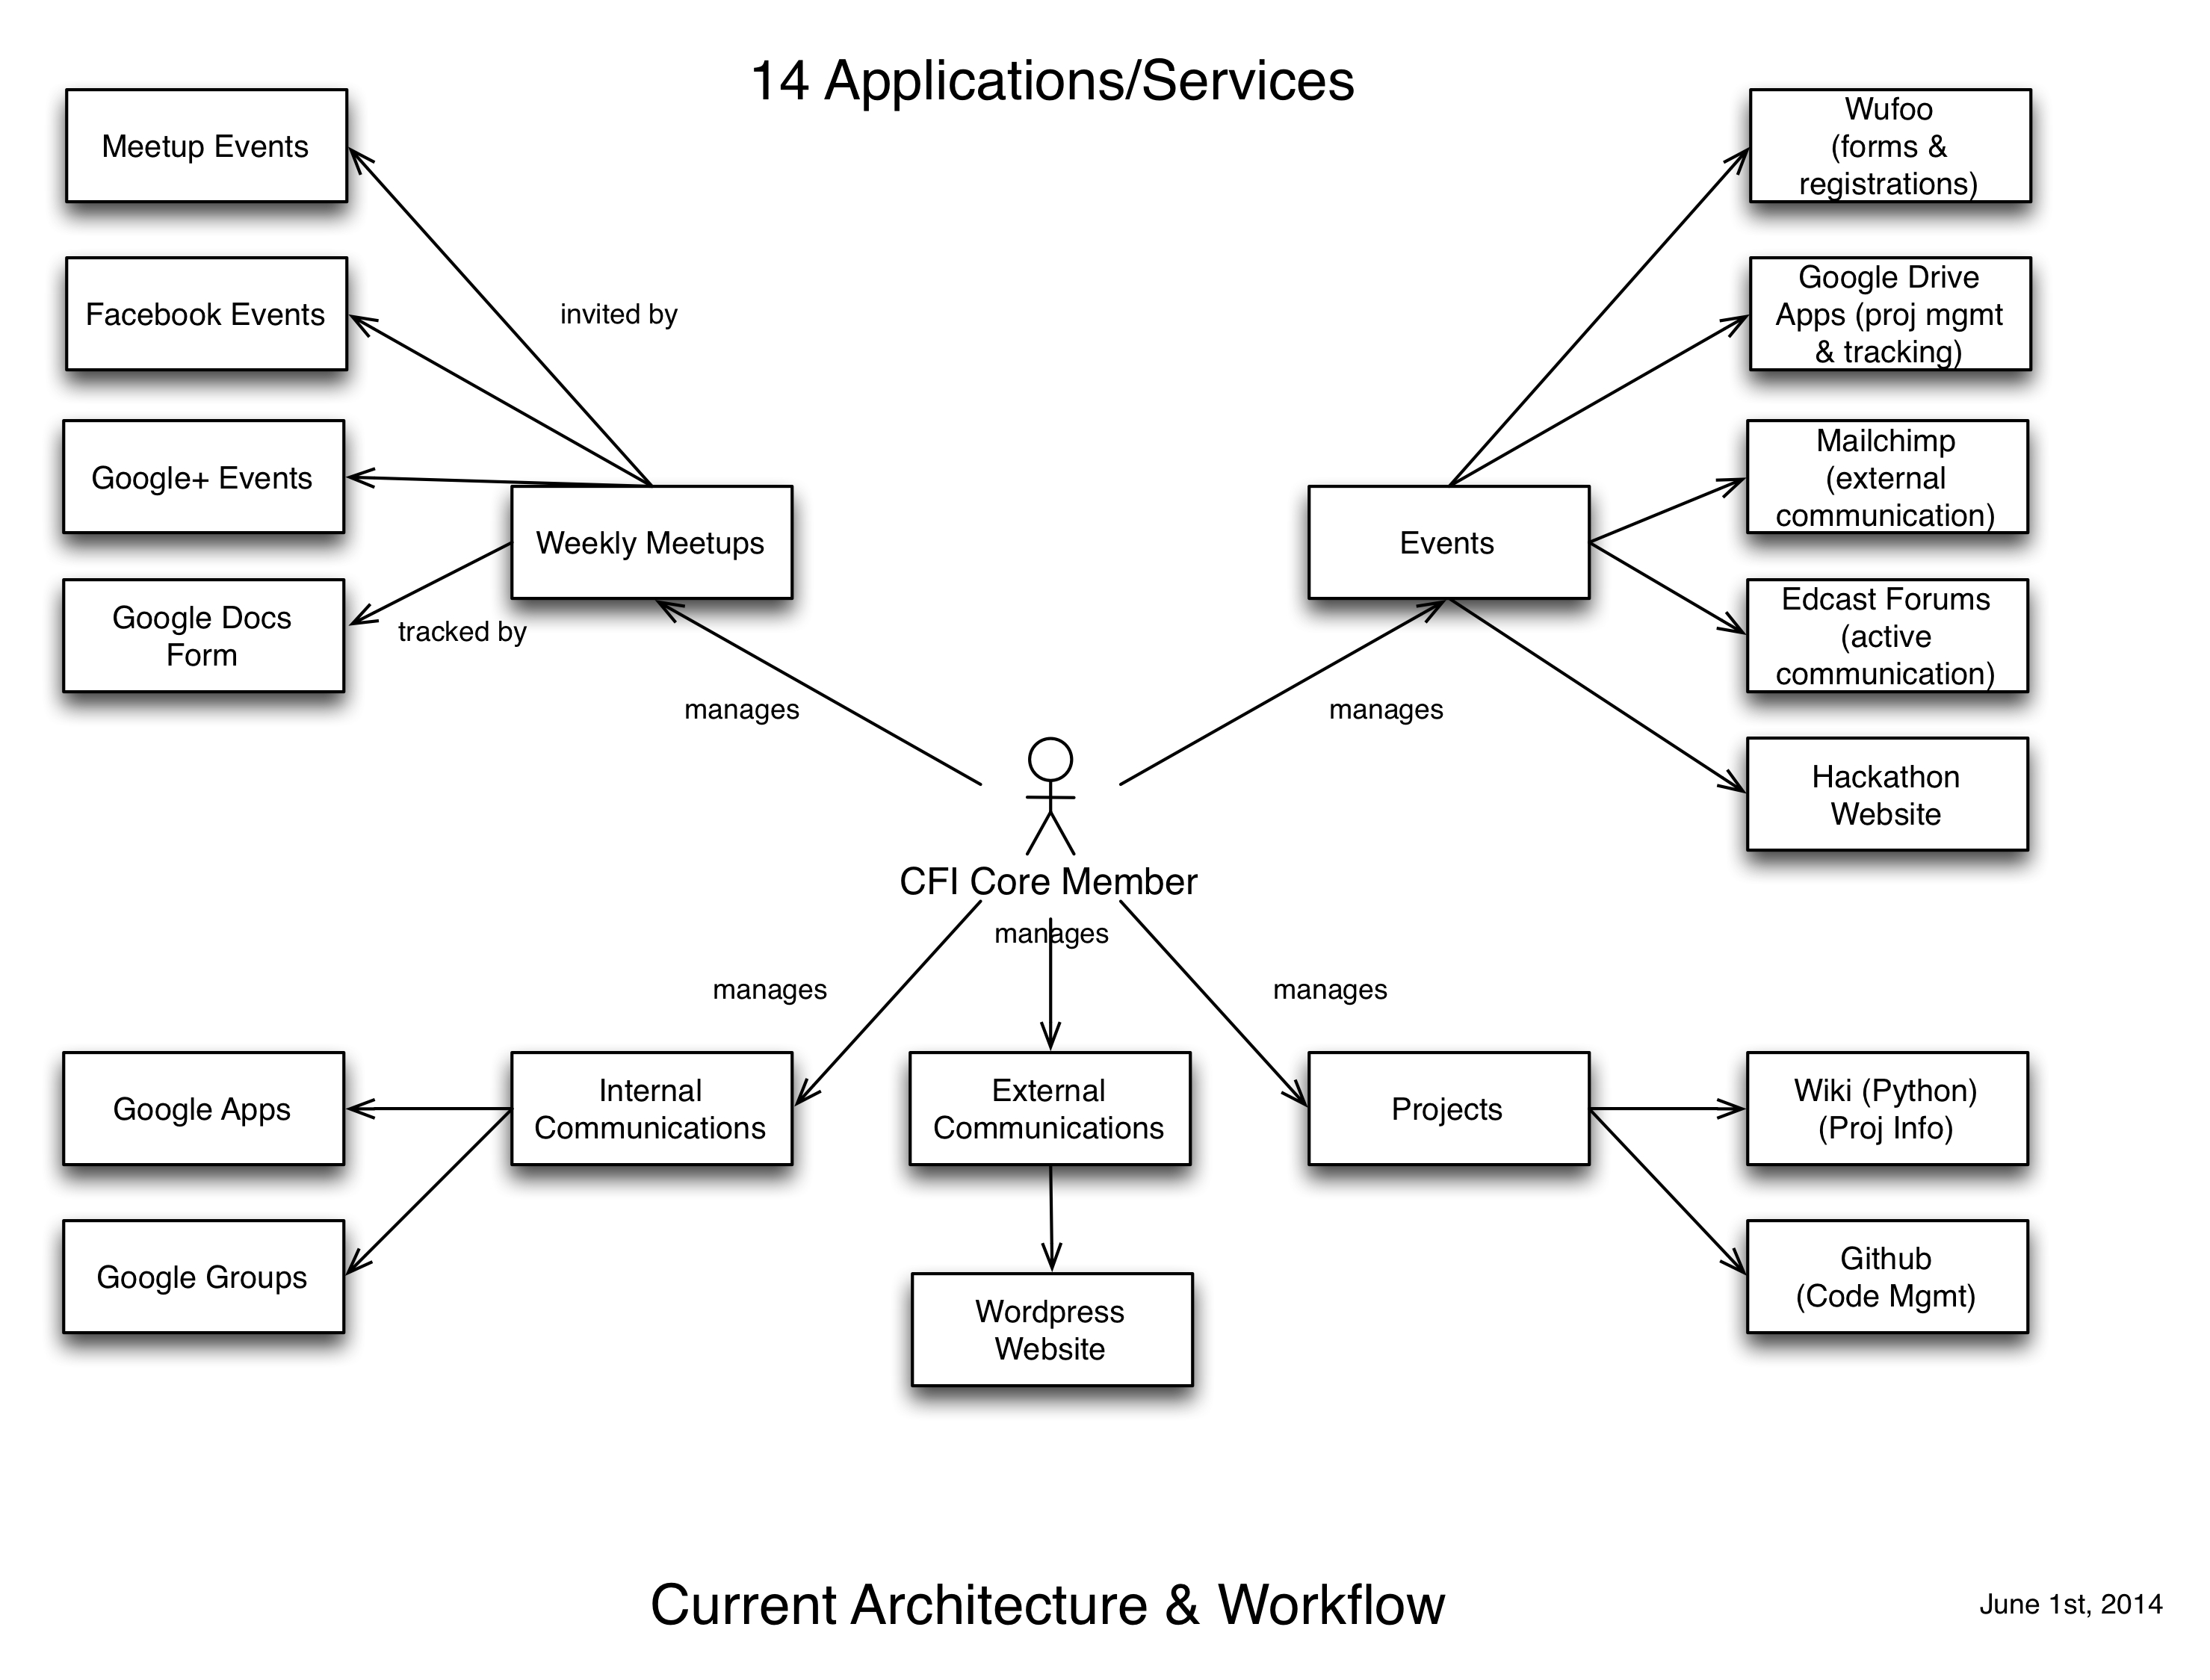 14 Applications/Services
Meetup Events
Wufoo
(forms &
registrations)
Facebook Events
invited by
Google Drive
Apps (proj mgmt
& tracking)
Google+ Events
Mailchimp
(external
communication)
Weekly Meetups
Events
Google Docs
Form
tracked by
Edcast Forums
(active
communication)
manages
manages
Hackathon
Website
CFI Core Member
manages
manages
manages
Google Apps
Internal
Communications
External
Communications
Projects
Wiki (Python)
(Proj Info)
Google Groups
Wordpress
Website
Github
(Code Mgmt)
Current Architecture & Workflow
June 1st, 2014